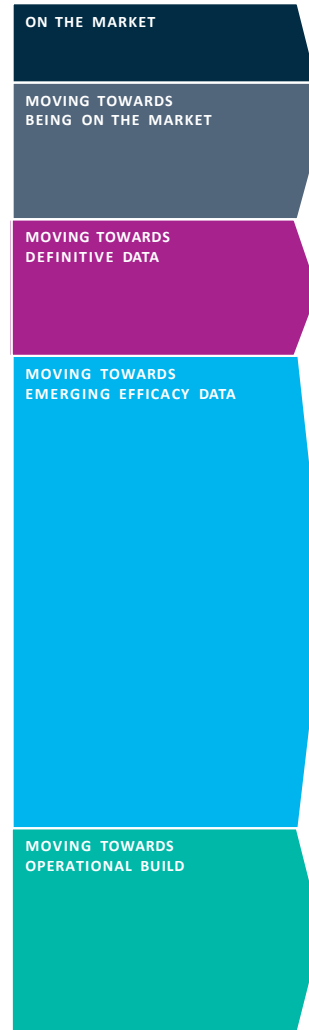 ON THE MARKET
MOVING TOWARDS
BEING ON THE MARKET
MOVING TOWARDS
DEFINITIVE DATA
MOVING TOWARDS
EMERGING EFFICACY DATA
MOVING TOWARDS
OPERATIONAL BUILD